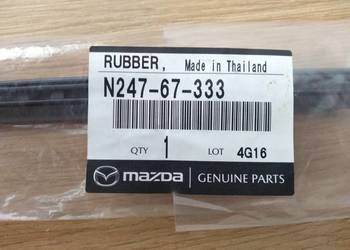 RUBBER, Made in Thailand
N247-67-333
QTY 1 LOT 4G16
mazda GENUINE PARTS